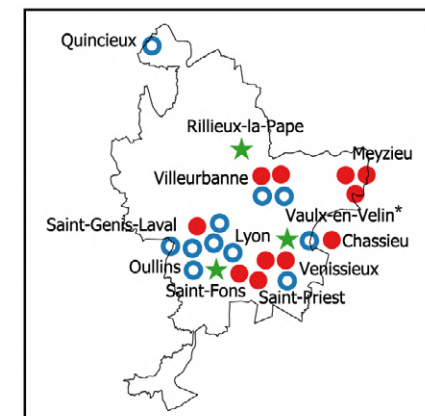 Quincieux
Rillieux-la-Pape
Meyzieu
Villeurbanne
Vaulx-en-Velin*
Saint-Genis-Laval
Lyon
Chassieu
Oullins
Venissieux
Saint-Fons
Saint-Priest